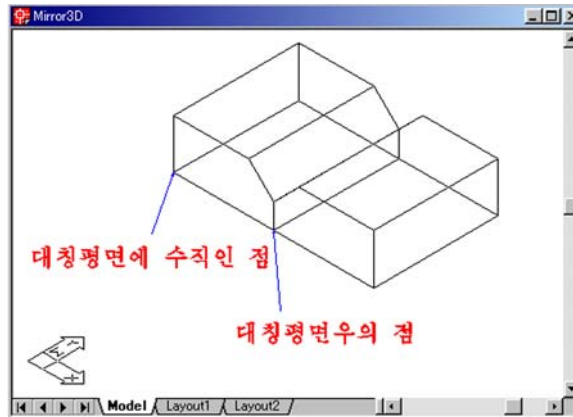 Mirror3D
대칭평면에 수직인 점
대칭평면우의 점
Y
W
X
Model
Layout1
Layout2